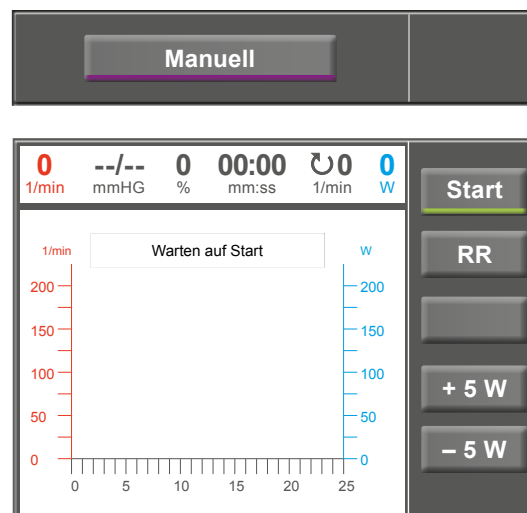 Manuell
0 --/-- 0 00:00 ↻0 0
1/min mmHG % mm:ss 1/min W
Start
1/min Warten auf Start W
RR
200 200
150 150
100 100
+ 5 W
50 50
– 5 W
0 0
0 5 10 15 20 25